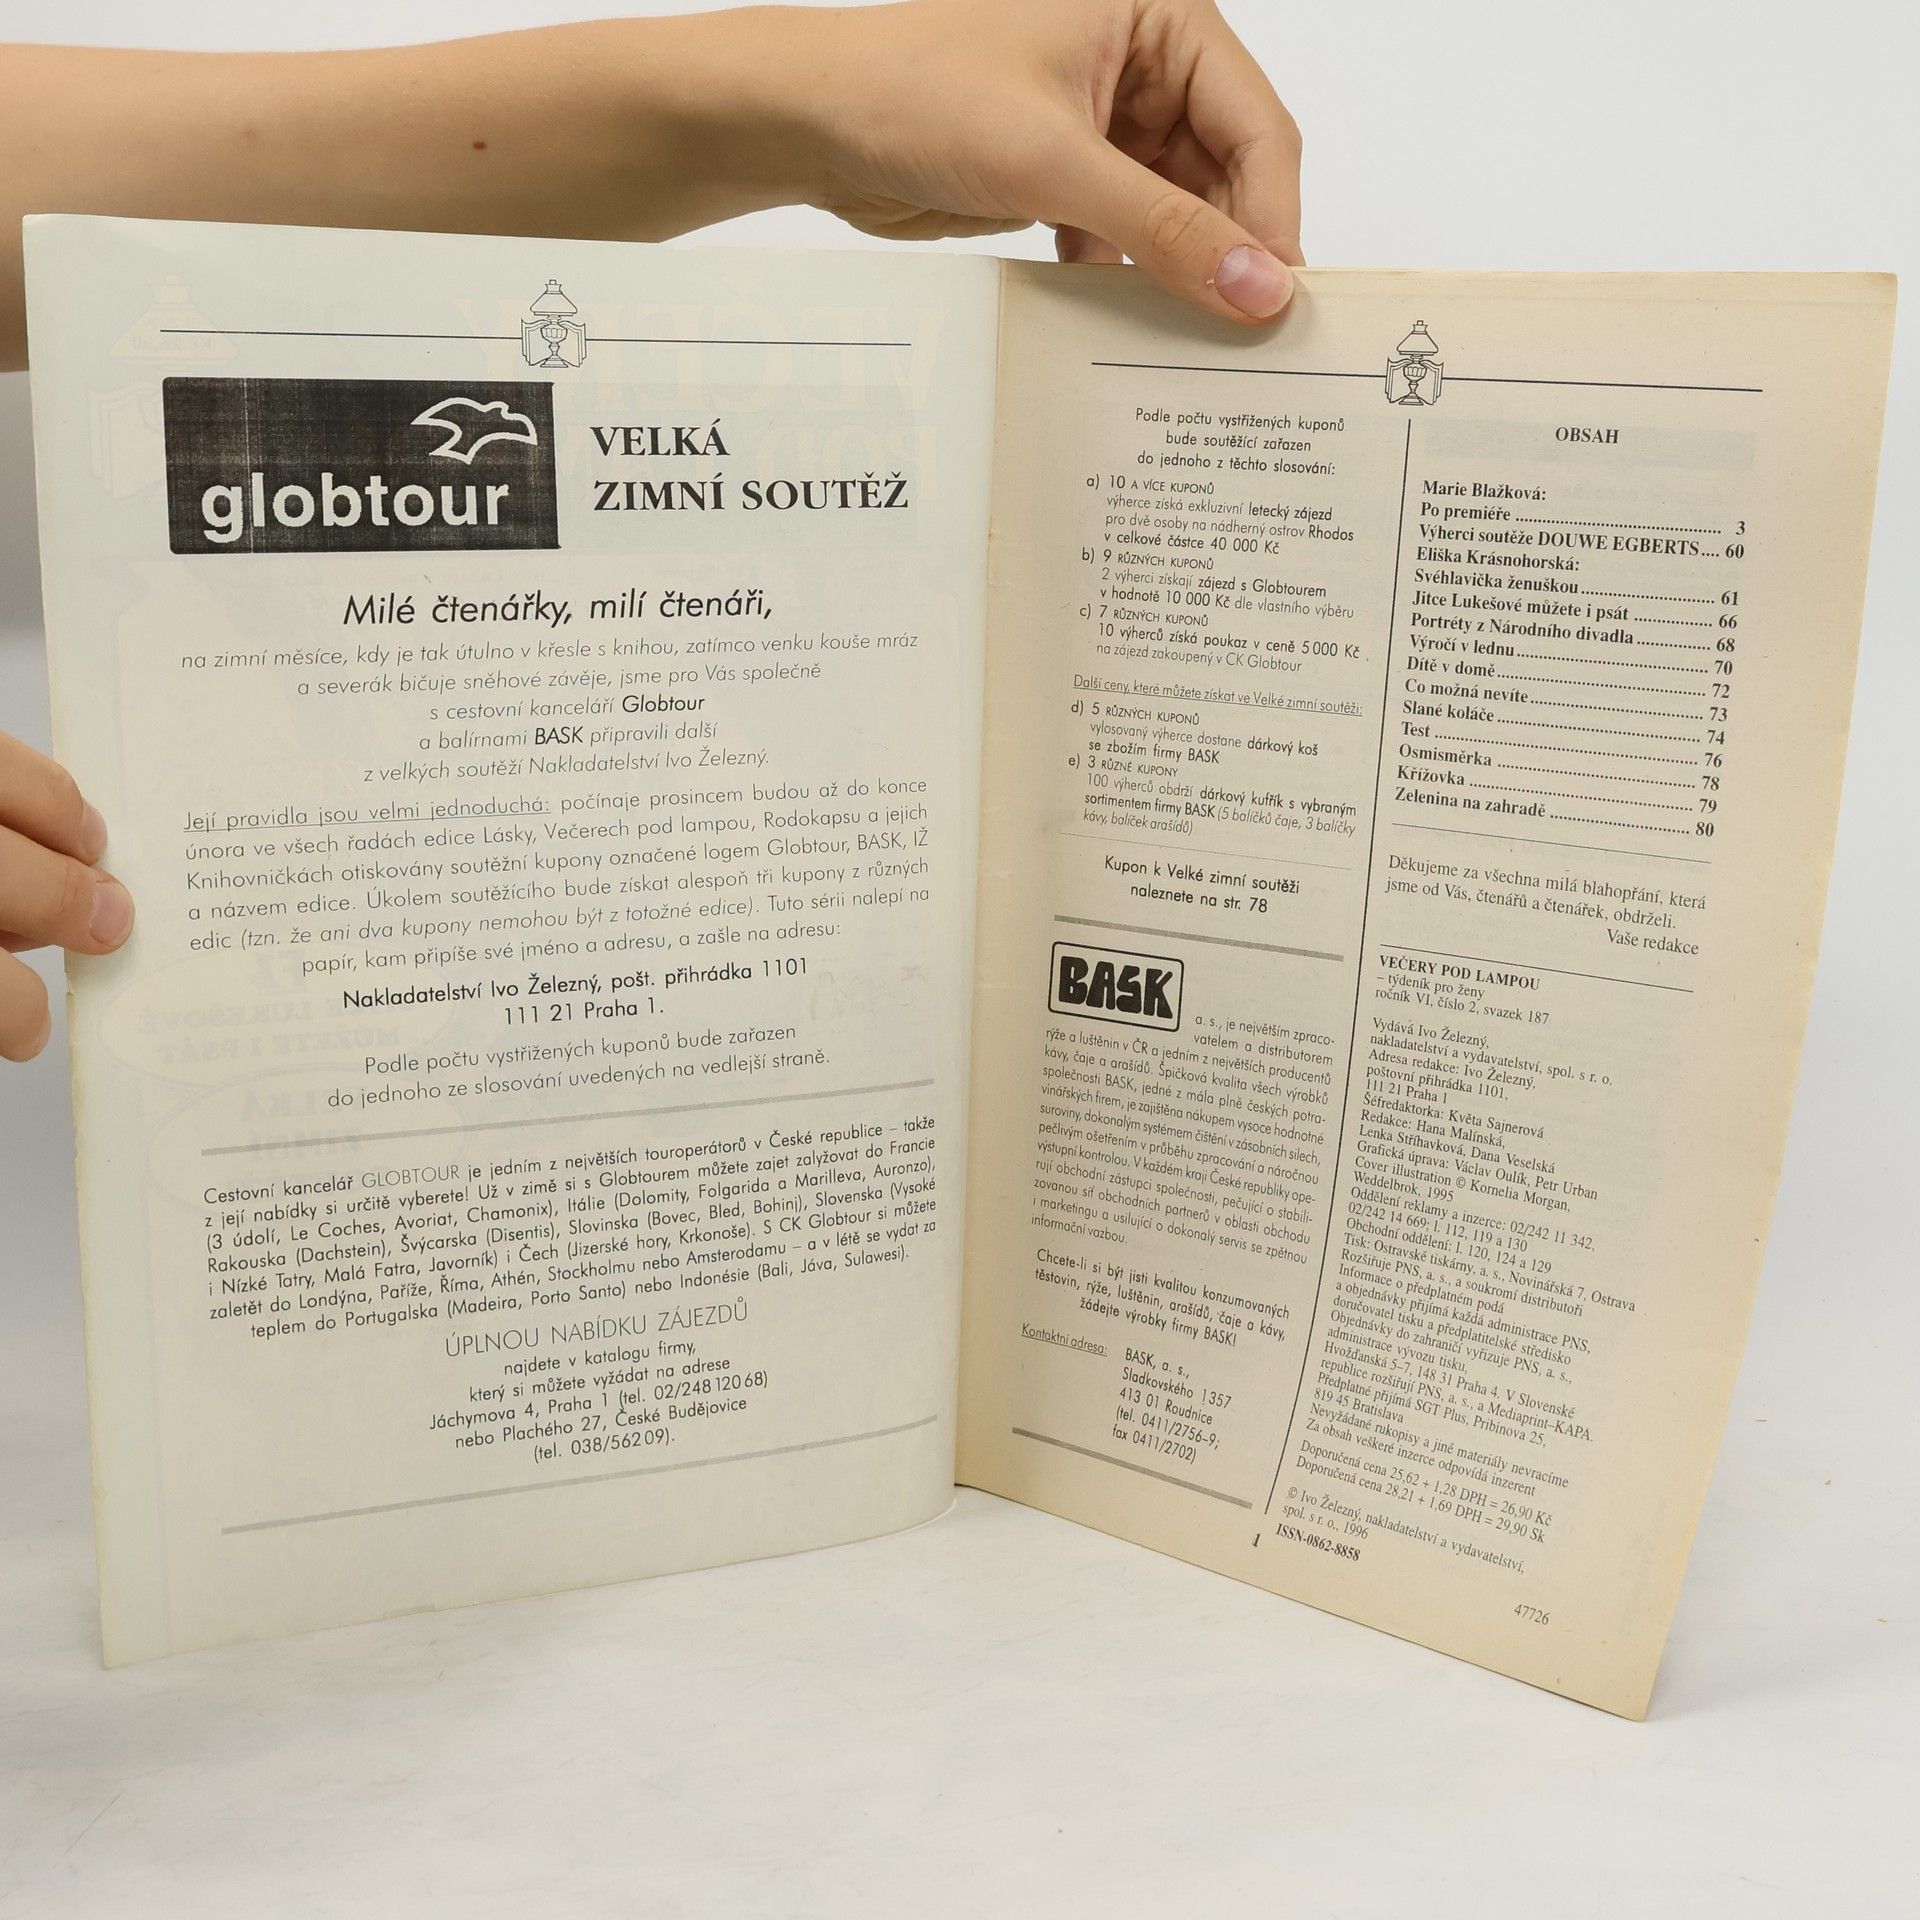 globtour
VELKÁ
ZIMNÍ SOUTĚŽ
Milé čtenářky, milí čtenáři,
na zimní měsíce, kdy je tak útulno v křesle s knihou, zatímco venku kouše mráz
a severák bičuje sněhové závěje, jsme pro Vás společně
s cestovní kanceláří Globtour
a balírnami BASK připravili další
z velkých soutěží Nakladatelství Ivo Železný.
Její pravidla jsou velmi jednoduchá: počínaje prosincem budou až do konce
února ve všech řadách edice Lásky, Večerech pod lampou, Rodokapsu a jejich
Knihovničkách otiskovány soutěžní kupony označené logem Globtour, BASK, IŽ
a názvem edice. Úkolem soutěžícího bude získat alespoň tři kupony z různých
edic (tzn. že ani dva kupony nemohou být z totožné edice). Tuto sérii nalepí na
papír, kam připíše své jméno a adresu, a zašle na adresu:
Nakladatelství Ivo Železný, pošt. přihrádka 1101
111 21 Praha 1.
Podle počtu vystřižených kuponů bude zařazen
do jednoho ze slosování uvedených na vedlejší straně.
Cestovní kancelář GLOBTOUR je jedním z největších touroperátorů v České republice – takže
z její nabídky si určitě vyberete! Už v zimě si s Globtourem můžete zajet zalyžovat do Francie
(3 údolí, Le Coches, Avoriat, Chamonix), Itálie (Dolomity, Folgarida a Marilleva, Auronzo),
Rakouska (Dachstein), Švýcarska (Disentis), Slovinska (Bovec, Bled, Bohinj), Slovenska (Vysoké
i Nízké Tatry, Malá Fatra, Javorník) i Čech (Jizerské hory, Krkonoše). S CK Globtour si můžete
zaletět do Londýna, Paříže, Říma, Athén, Stockholmu nebo Amsterodamu – a v létě se vydat za
teplem do Portugalska (Madeira, Porto Santo) nebo Indonésie (Bali, Jáva, Sulawesi).
ÚPLNOU NABÍDKU ZÁJEZDŮ
najdete v katalogu firmy,
který si můžete vyžádat na adrese
Jáchymova 4, Praha 1 (tel. 02/248 120 68)
nebo Plachého 27, České Budějovice
(tel. 038/562 09).
Podle počtu vystřižených kuponů
bude soutěžící zařazen
do jednoho z těchto slosování:
a) 10 A VÍCE KUPONŮ
výherce získá exkluzivní letecký zájezd
pro dvě osoby na nádherný ostrov Rhodos
v celkové částce 40 000 Kč
b) 9 RŮZNÝCH KUPONŮ
2 výherci získají zájezd s Globtourem
v hodnotě 10 000 Kč dle vlastního výběru
c) 7 RŮZNÝCH KUPONŮ
10 výherců získá poukaz v ceně 5 000 Kč
na zájezd zakoupený v CK Globtour
Další ceny, které můžete získat ve Velké zimní soutěži:
d) 5 RŮZNÝCH KUPONŮ
vylosovaný výherce dostane dárkový koš
se zbožím firmy BASK
e) 3 RŮZNÉ KUPONY
100 výherců obdrží dárkový kufřík s vybraným
sortimentem firmy BASK (5 balíčků čaje, 3 balíčky
kávy, balíček arašídů)
Kupon k Velké zimní soutěži
naleznete na str. 78
BASK
a. s., je největším zpraco-
vatelem a distributorem
rýže a luštěnin v ČR a jedním z největších producentů
kávy, čaje a arašídů. Špičková kvalita všech výrobků
společnosti BASK, jedné z mála plně českých potra-
vinářských firem, je zajištěna nákupem vysoce hodnotné
suroviny, dokonalým systémem čištění v zásobních silech,
pečlivým ošetřením v průběhu zpracování a náročnou
výstupní kontrolou. V každém kraji České republiky ope-
rují obchodní zástupci společnosti, pečující o stabili-
zovanou síť obchodních partnerů v oblasti obchodu
i marketingu a usilující o dokonalý servis se zpětnou
informační vazbou.
Chcete-li si být jisti kvalitou konzumovaných
těstovin, rýže, luštěnin, arašídů, čaje a kávy,
žádejte výrobky firmy BASK!
Kontaktní adresa:
BASK, a. s.,
Sladkovského 1357
413 01 Roudnice
(tel. 0411/2756–9;
fax 0411/2702)
OBSAH
Marie Blažková:
Po premiéře ........ 3
Výherci soutěže DOUWE EGBERTS.... 60
Eliška Krásnohorská:
Svéhlavička ženuškou........ 61
Jitce Lukešové můžete i psát ........ 66
Portréty z Národního divadla........ 68
Výročí v lednu........ 70
Dítě v domě........ 72
Co možná nevíte........ 73
Slané koláče........ 74
Test ........ 76
Osmisměrka ........ 78
Křížovka ........ 79
Zelenina na zahradě ........ 80
Děkujeme za všechna milá blahopřání, která
jsme od Vás, čtenářů a čtenářek, obdrželi.
Vaše redakce
VEČERY POD LAMPOU
– týdeník pro ženy
ročník VI, číslo 2, svazek 187
Vydává Ivo Železný,
nakladatelství a vydavatelství, spol. s r. o.
Adresa redakce: Ivo Železný,
poštovní přihrádka 1101,
111 21 Praha 1
Šéfredaktorka: Květa Sajnerová
Redakce: Hana Malínská,
Lenka Stříhavková, Dana Veselská
Grafická úprava: Václav Oulík, Petr Urban
Cover illustration © Kornelia Morgan,
Weddelbrok, 1995
Oddělení reklamy a inzerce: 02/242 11 342,
02/242 14 669; l. 112, 119 a 130
Obchodní oddělení: l. 120, 124 a 129
Tisk: Ostravské tiskárny, a. s., Novinářská 7, Ostrava
Rozšiřuje PNS, a. s., a soukromí distributoři
Informace o předplatném podá
a objednávky přijímá každá administrace PNS,
doručovatel tisku a předplatitelské středisko
Objednávky do zahraničí vyřizuje PNS, a. s.,
administrace vývozu tisku,
Hvožďanská 5–7, 148 31 Praha 4. V Slovenské
republice rozšiřují PNS, a. s., a Mediaprint–KAPA.
Předplatné přijímá SGT Plus, Pribinova 25,
819 45 Bratislava
Nevyžádané rukopisy a jiné materiály nevracíme
Za obsah veškeré inzerce odpovídá inzerent
Doporučená cena 25,62 + 1,28 DPH = 26,90 Kč
Doporučená cena 28,21 + 1,69 DPH = 29,90 Sk
© Ivo Železný, nakladatelství a vydavatelství,
spol. s r. o., 1996
ISSN-0862-8858
1
47726